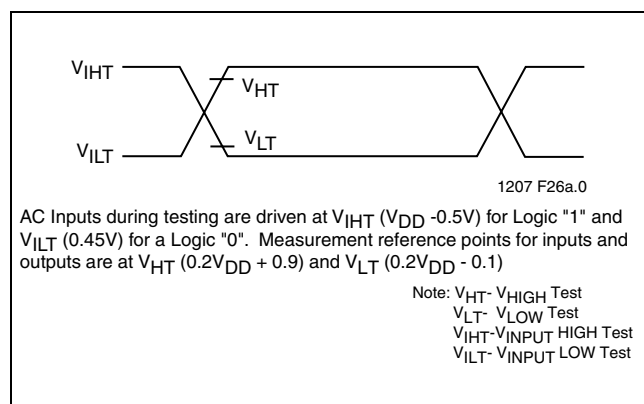 VIHT
VHT
VLT
VILT
1207 F26a.0
AC Inputs during testing are driven at VIHT (VDD -0.5V) for Logic "1" and
VILT (0.45V) for a Logic "0". Measurement reference points for inputs and
outputs are at VHT (0.2VDD + 0.9) and VLT (0.2VDD - 0.1)
Note: VHT- VHIGH Test
VLT- VLOW Test
VIHT-VINPUT HIGH Test
VILT- VINPUT LOW Test